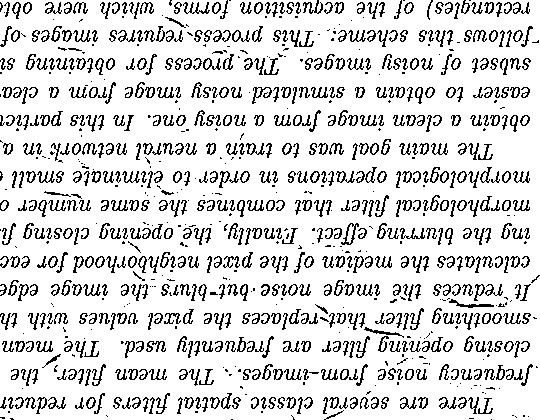 There are several classic spatial filters for reducin
frequency noise from images. The mean filter, the
closing opening filter are frequently used. The mean
smoothing filter that replaces the pixel values with th
It reduces the image noise but blurs the image edge
calculates the median of the pixel neighborhood for eac
ing the blurring effect. Finally, the opening closing fi
morphological filter that combines the same number o
morphological operations in order to eliminate small e
The main goal was to train a neural network in a
obtain a clean image from a noisy one. In this particu
easier to obtain a simulated noisy image from a clea
subset of noisy images. The process for obtaining si
follows this scheme: This process requires images of
rectangles) of the acquisition forms, which were obt